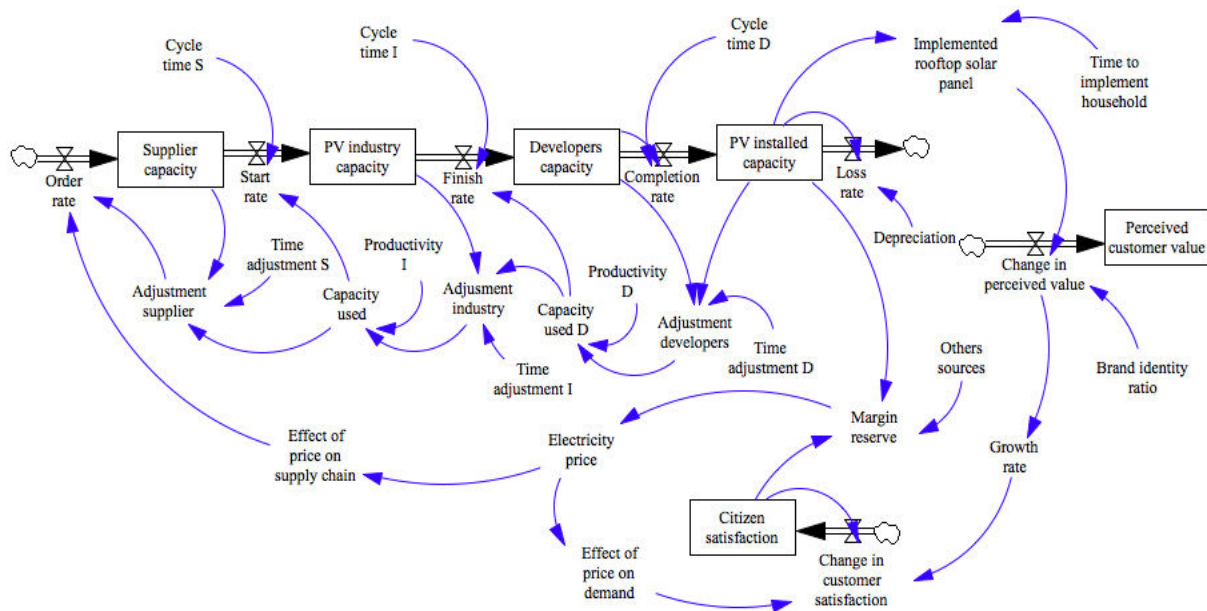 Cycle
time S
Cycle
time I
Cycle
time D
Implemented
rooftop solar
panel
Time to
implement
household
Supplier
capacity
PV industry
capacity
Developers
capacity
PV installed
capacity
Order
rate
Start
rate
Finish
rate
Completion
rate
Loss
rate
Perceived
customer value
Depreciation
Change in
perceived value
Time
adjustment S
Productivity
I
Productivity
D
Adjustment
supplier
Capacity
used
Adjusment
industry
Capacity
used D
Adjustment
developers
Time
adjustment I
Time
adjustment D
Others
sources
Brand identity
ratio
Effect of
price on
supply chain
Electricity
price
Margin
reserve
Growth
rate
Citizen
satisfaction
Effect of
price on
demand
Change in
customer
satisfaction